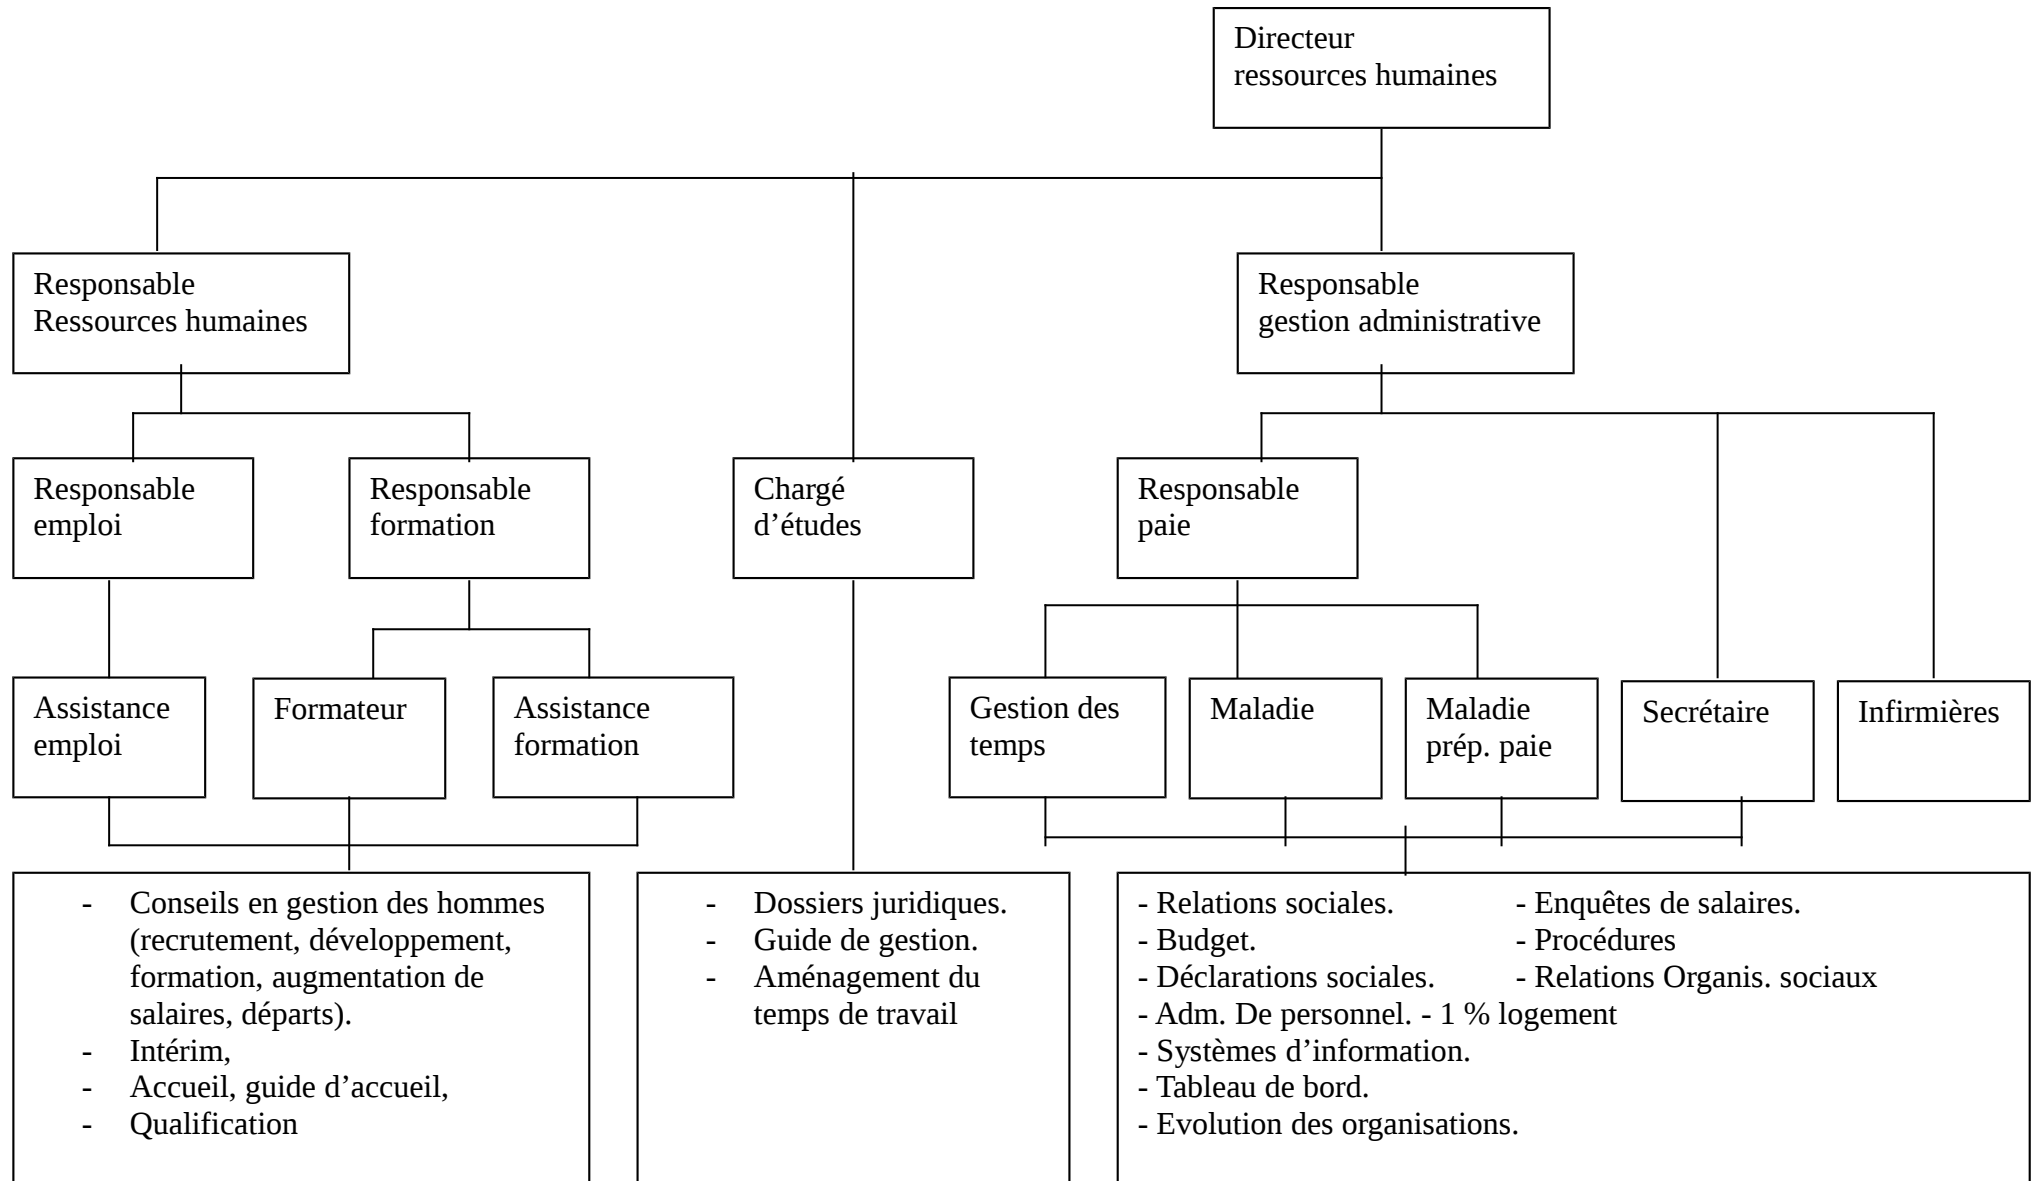 Directeur
ressources humaines
Responsable
Ressources humaines
Responsable
gestion administrative
Responsable
emploi
Responsable
formation
Chargé
d’études
Responsable
paie
Assistance
emploi
Formateur
Assistance
formation
Gestion des
temps
Maladie
Maladie
prép. paie
Secrétaire
Infirmières
- Conseils en gestion des hommes
(recrutement, développement,
formation, augmentation de
salaires, départs).
- Intérim,
- Accueil, guide d’accueil,
- Qualification
- Dossiers juridiques.
- Guide de gestion.
- Aménagement du
temps de travail
- Relations sociales. - Enquêtes de salaires.
- Budget. - Procédures
- Déclarations sociales. - Relations Organis. sociaux
- Adm. De personnel. - 1 % logement
- Systèmes d’information.
- Tableau de bord.
- Evolution des organisations.